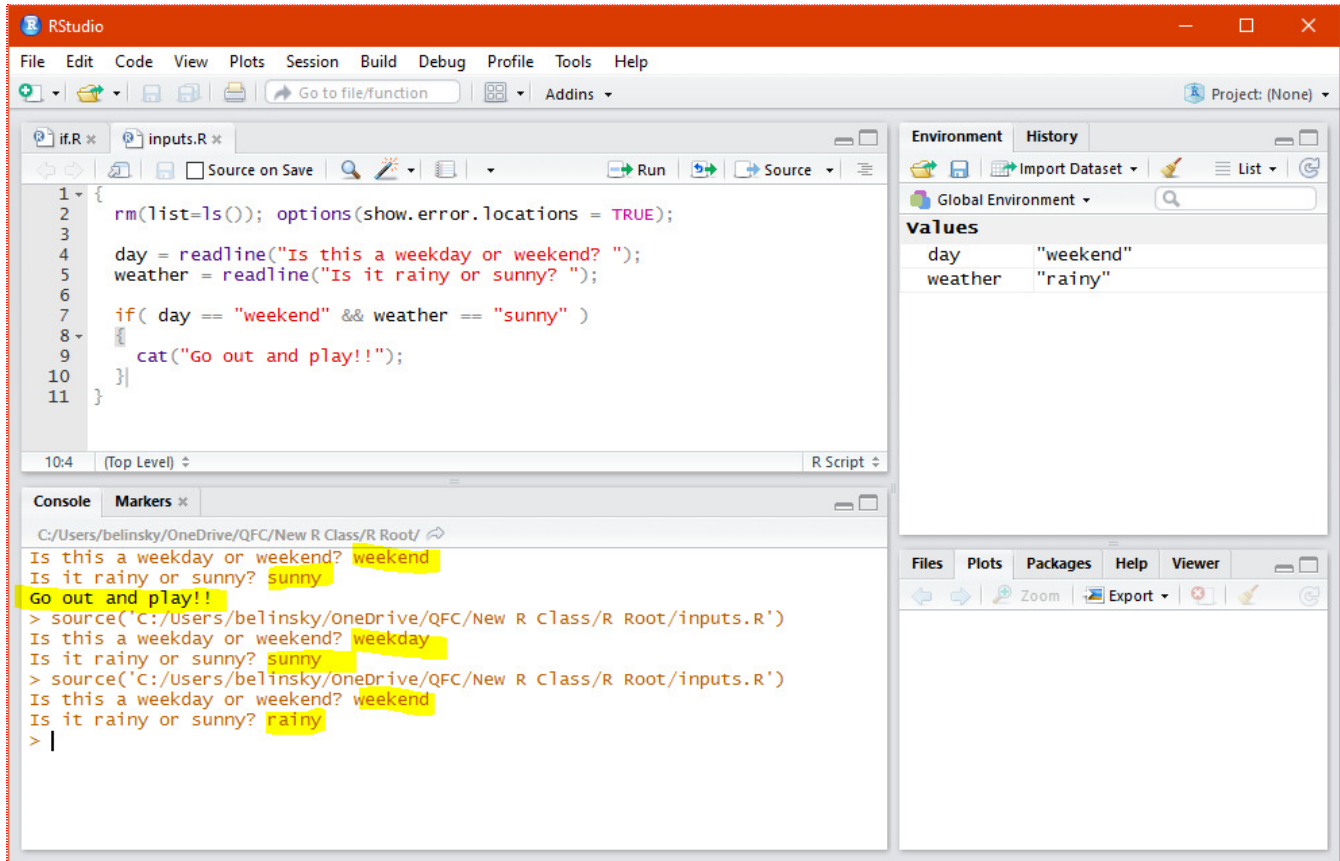 RStudio
File Edit Code View Plots Session Build Debug Profile Tools Help
Go to file/function Addins Project: (None)
if.R inputs.R
Source on Save Run Source
1 {
2 rm(list=ls()); options(show.error.locations = TRUE);
3
4 day = readline("Is this a weekday or weekend? ");
5 weather = readline("Is it rainy or sunny? ");
6
7 if( day == "weekend" && weather == "sunny" )
8 {
9 cat("Go out and play!!");
10 }
11 }
10:4 (Top Level) R Script
Console Markers
C:/Users/belinsky/OneDrive/QFC/New R Class/R Root/
Is this a weekday or weekend? weekend
Is it rainy or sunny? sunny
Go out and play!!
> source('C:/Users/belinsky/OneDrive/QFC/New R Class/R Root/inputs.R')
Is this a weekday or weekend? weekday
Is it rainy or sunny? sunny
> source('C:/Users/belinsky/OneDrive/QFC/New R Class/R Root/inputs.R')
Is this a weekday or weekend? weekend
Is it rainy or sunny? rainy
>
Environment History
Import Dataset List
Global Environment
Values
day "weekend"
weather "rainy"
Files Plots Packages Help Viewer
Zoom Export